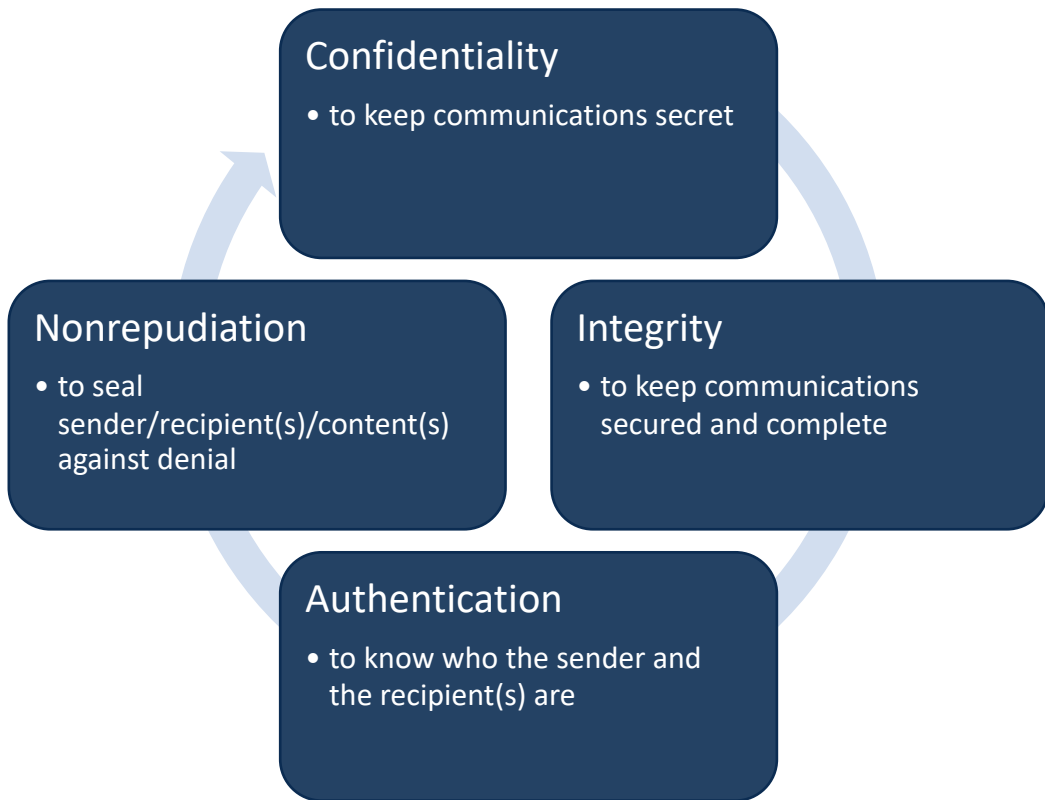 Confidentiality
• to keep communications secret
Nonrepudiation
• to seal
sender/recipient(s)/content(s)
against denial
Integrity
• to keep communications
secured and complete
Authentication
• to know who the sender and
the recipient(s) are